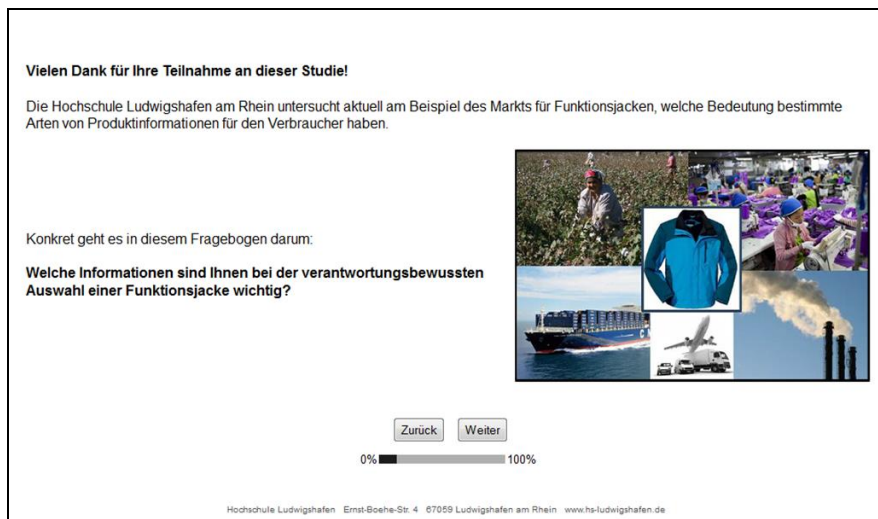 Vielen Dank für Ihre Teilnahme an dieser Studie!
Die Hochschule Ludwigshafen am Rhein untersucht aktuell am Beispiel des Markts für Funktionsjacken, welche Bedeutung bestimmte
Arten von Produktinformationen für den Verbraucher haben.
Konkret geht es in diesem Fragebogen darum:
Welche Informationen sind Ihnen bei der verantwortungsbewussten
Auswahl einer Funktionsjacke wichtig?
Zurück Weiter
0% 100%
Hochschule Ludwigshafen Ernst-Boehe-Str. 4 67059 Ludwigshafen am Rhein www.hs-ludwigshafen.de